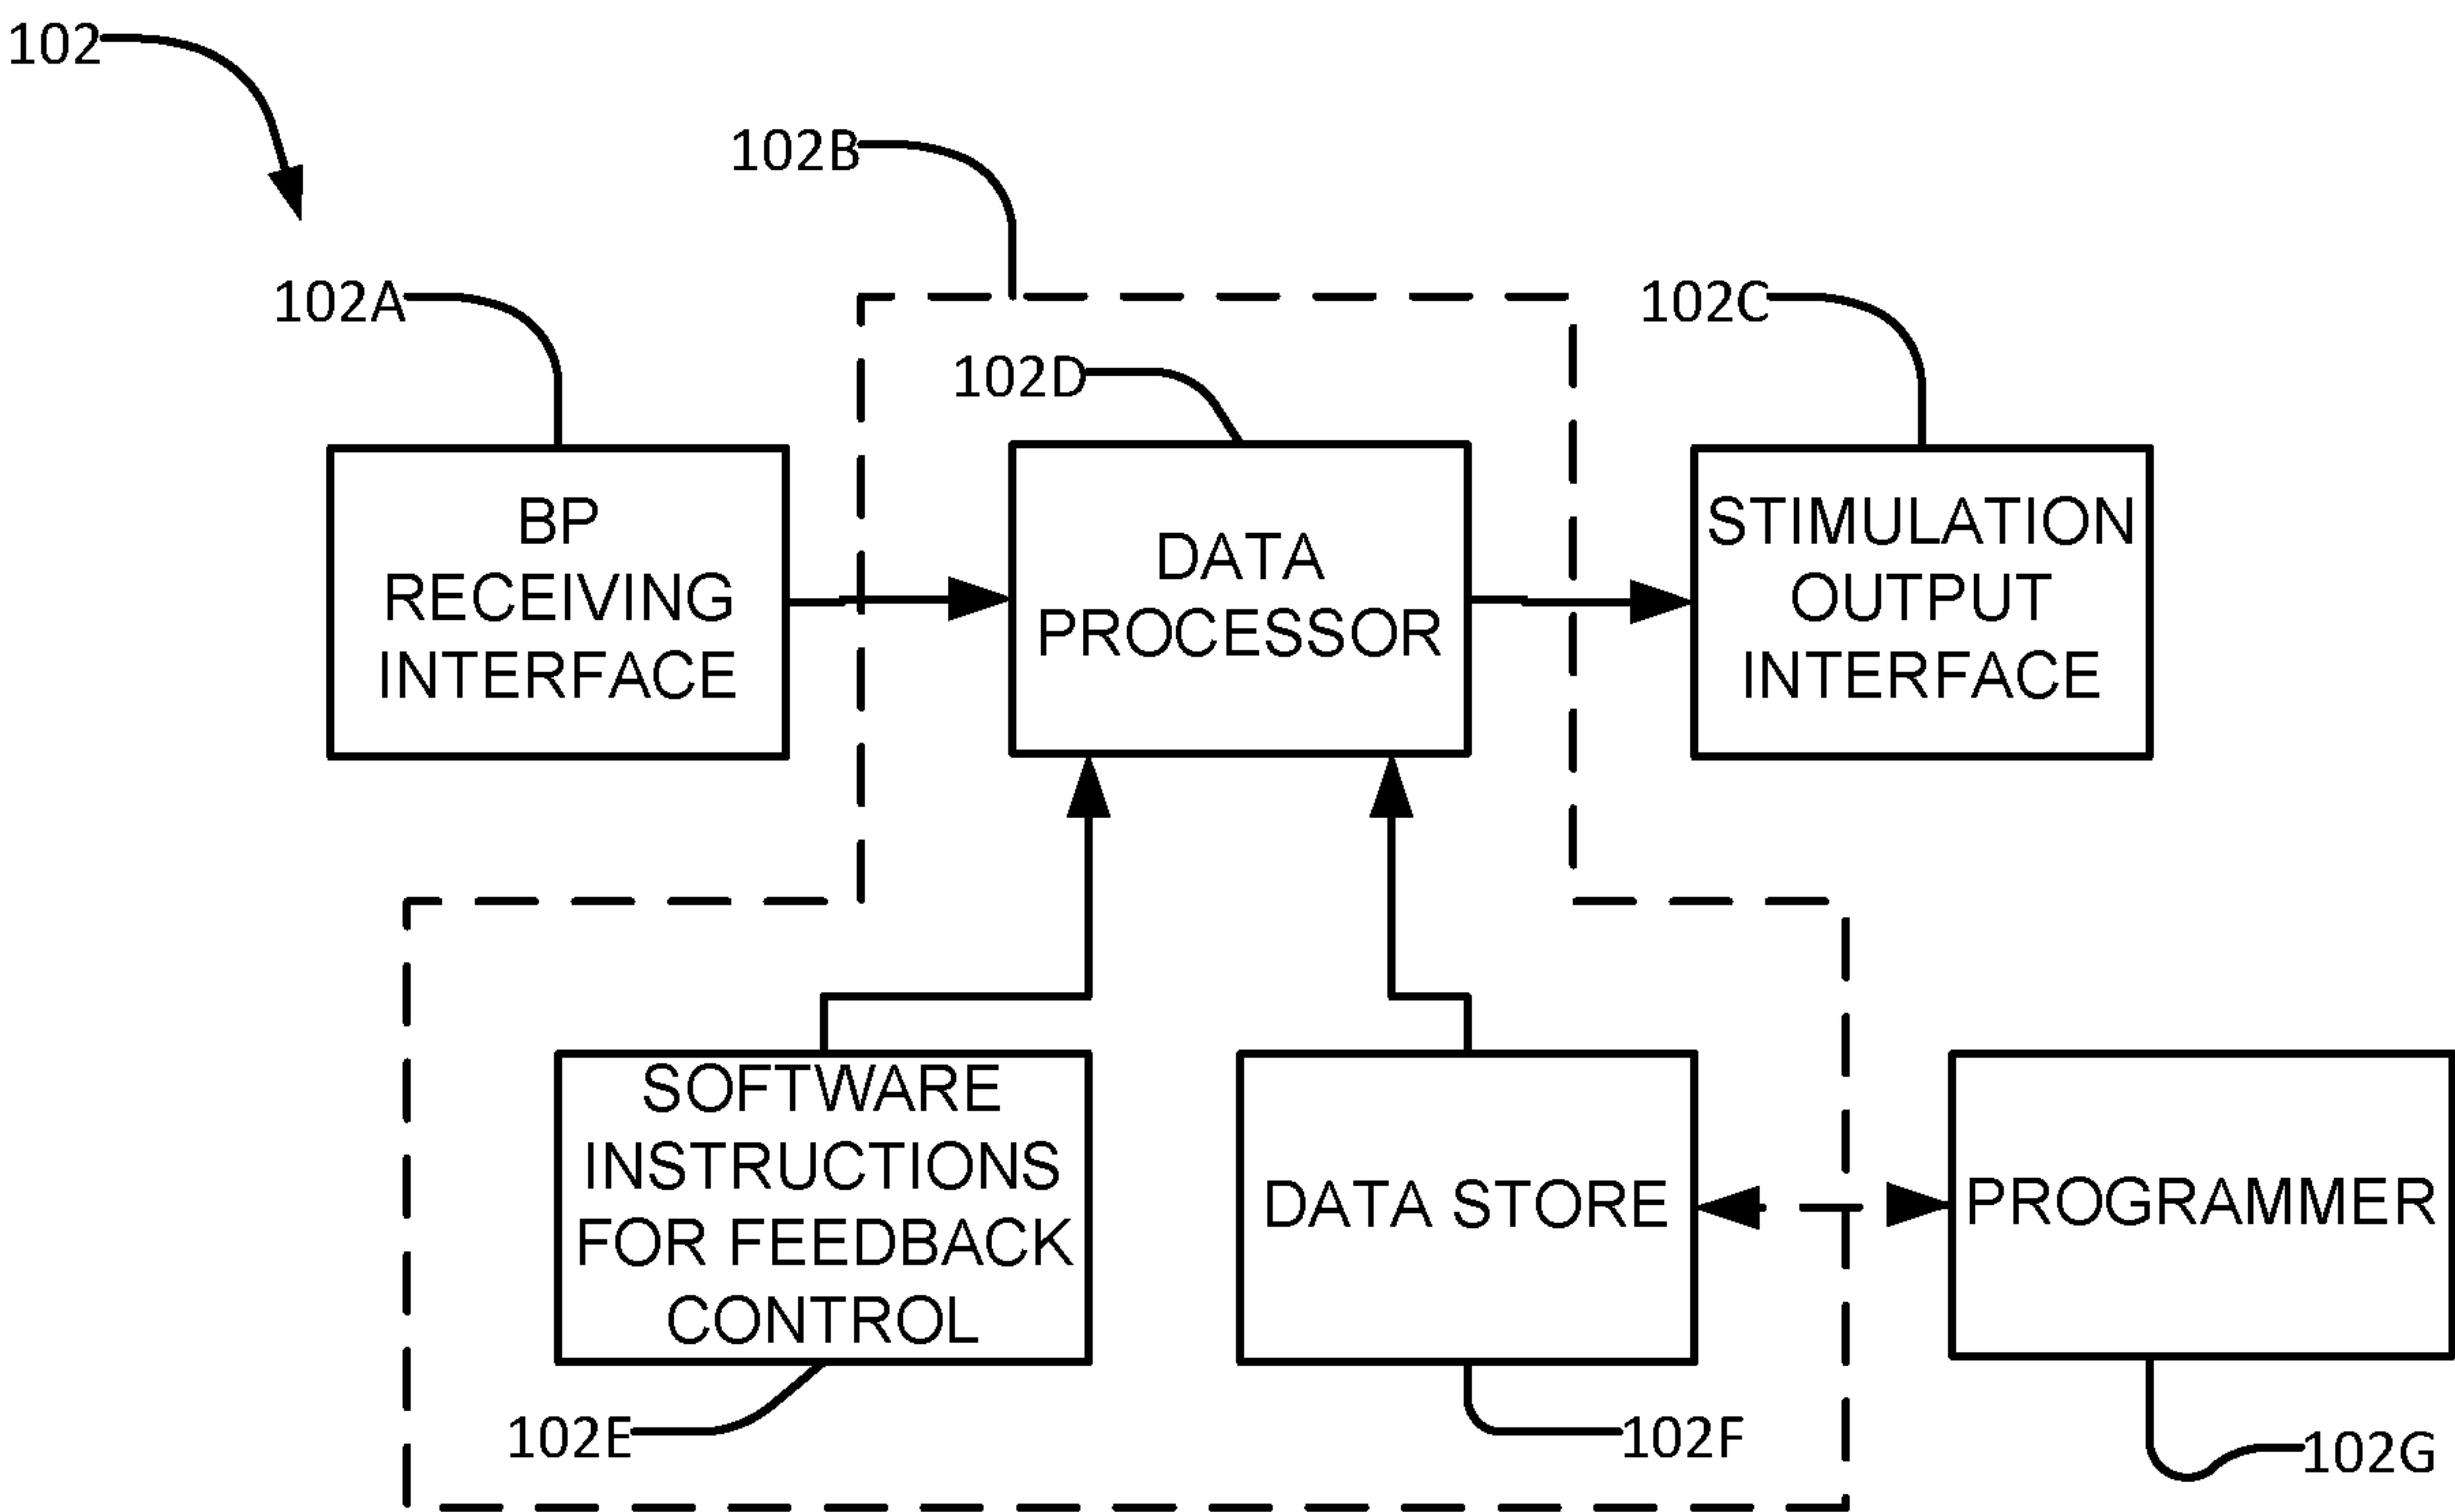 102
102B
102A
102C
102D
BP
RECEIVING
INTERFACE
DATA
PROCESSOR
STIMULATION
OUTPUT
INTERFACE
SOFTWARE
INSTRUCTIONS
FOR FEEDBACK
CONTROL
DATA STORE
PROGRAMMER
102E
102F
102G